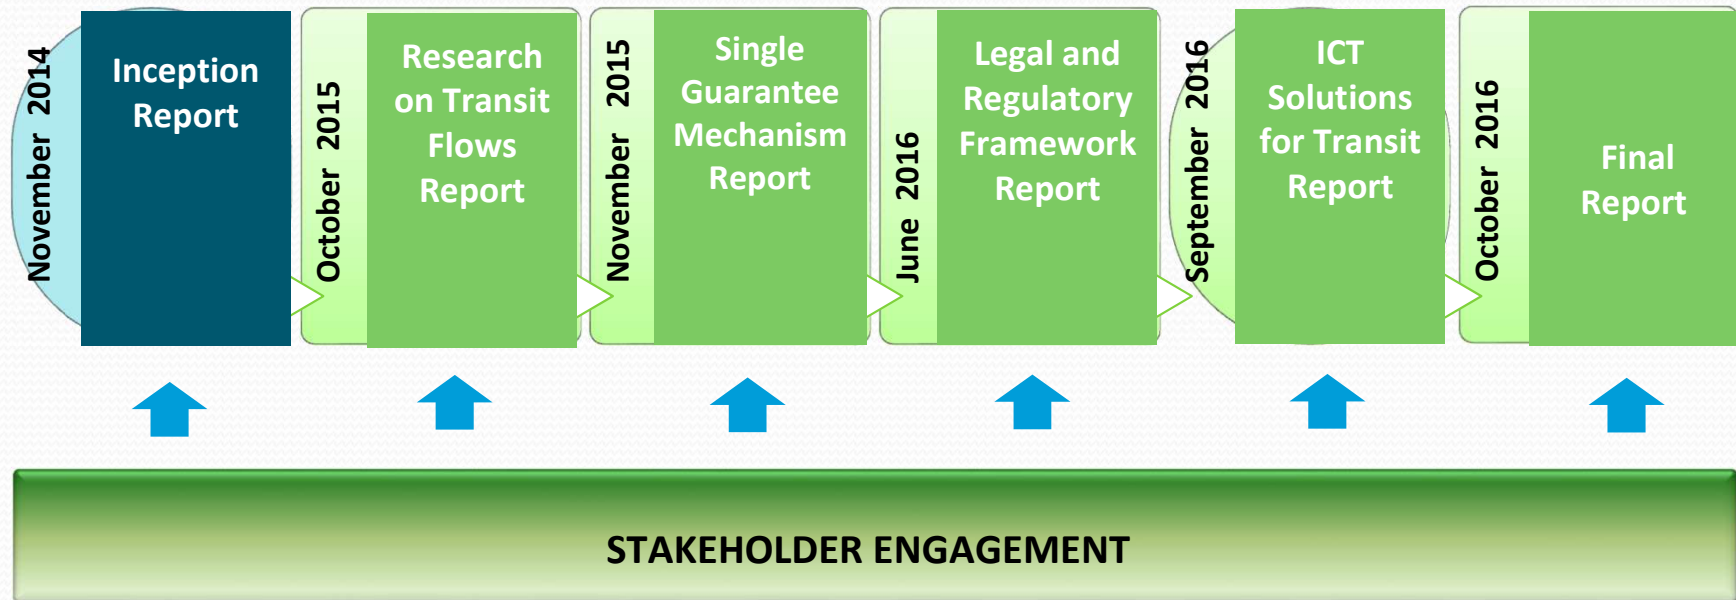 November 2014
Inception
Report
October 2015
Research
on Transit
Flows
Report
November 2015
Single
Guarantee
Mechanism
Report
June 2016
Legal and
Regulatory
Framework
Report
September 2016
ICT
Solutions
for Transit
Report
October 2016
Final
Report
STAKEHOLDER ENGAGEMENT